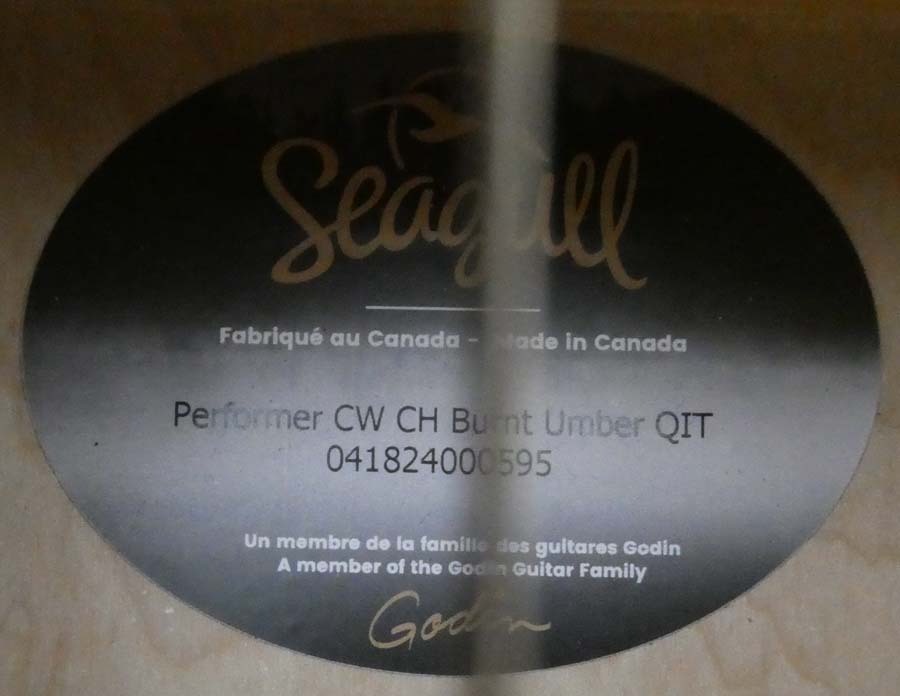 Seagull
Fabriqué au Canada - Made in Canada
Performer CW CH Burnt Umber QIT
041824000595
Un membre de la famille des guitares Godin
A member of the Godin Guitar Family
Godin